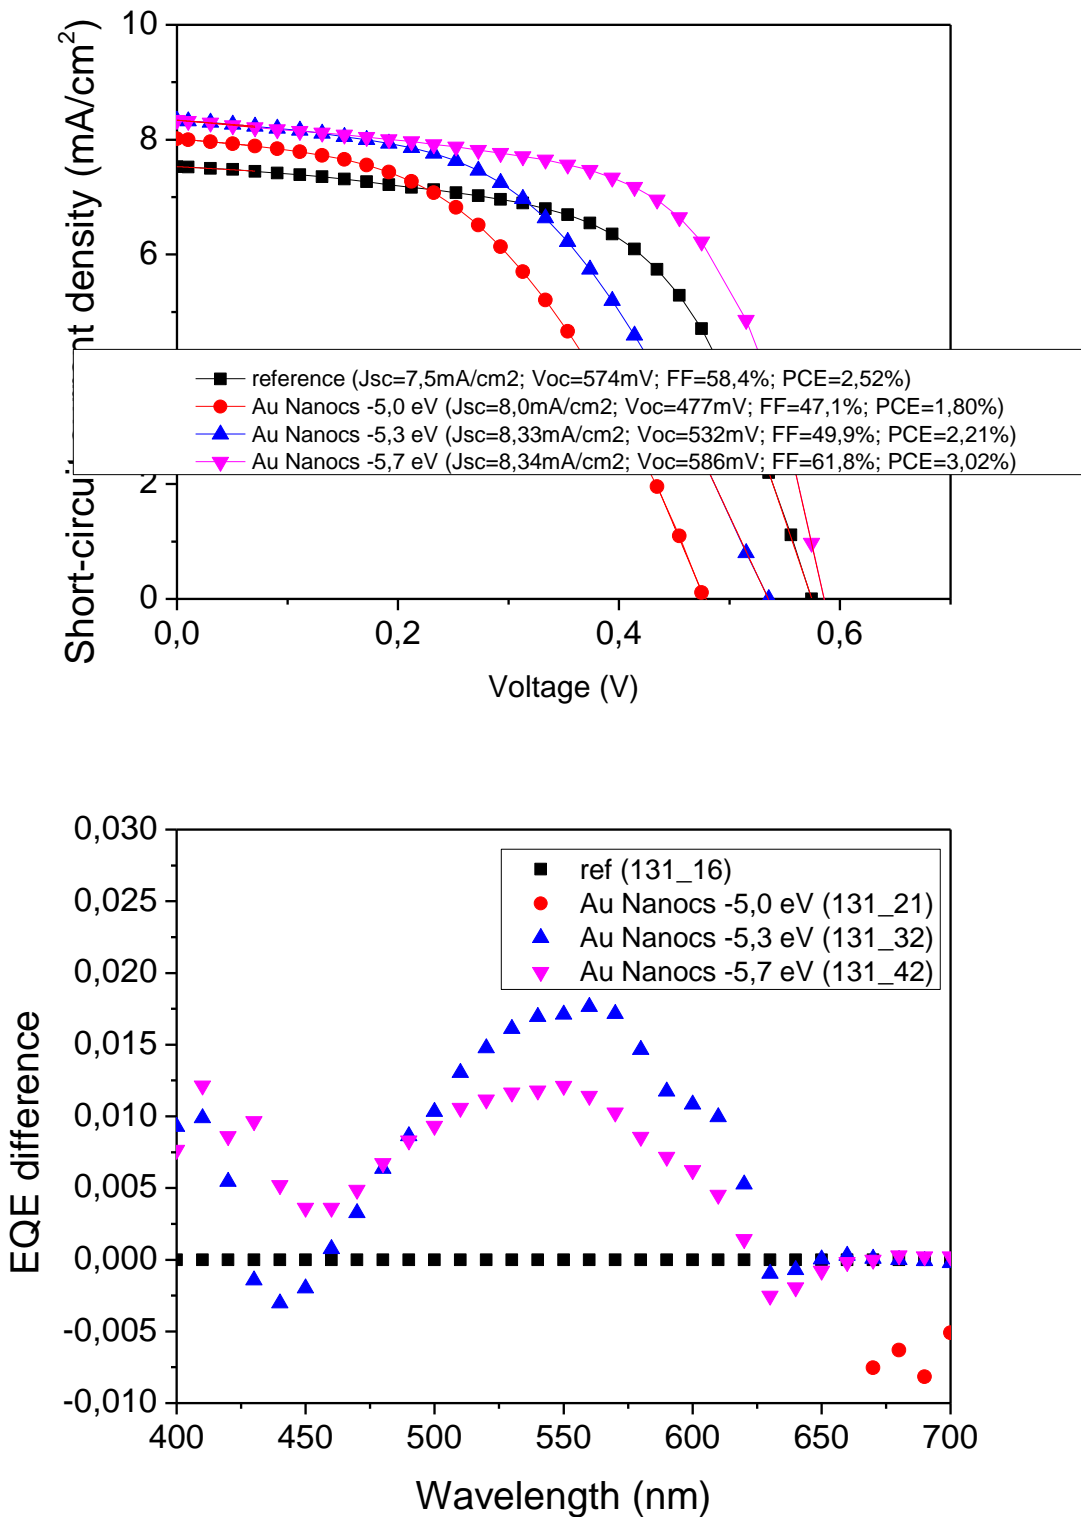 10
8
6
2
0
Short-circuit current density (mA/cm²)
reference (Jsc=7,5mA/cm2; Voc=574mV; FF=58,4%; PCE=2,52%)
Au Nanocs -5,0 eV (Jsc=8,0mA/cm2; Voc=477mV; FF=47,1%; PCE=1,80%)
Au Nanocs -5,3 eV (Jsc=8,33mA/cm2; Voc=532mV; FF=49,9%; PCE=2,21%)
Au Nanocs -5,7 eV (Jsc=8,34mA/cm2; Voc=586mV; FF=61,8%; PCE=3,02%)
0,0 0,2 0,4 0,6
Voltage (V)
0,030
0,025
0,020
0,015
0,010
0,005
0,000
-0,005
-0,010
EQE difference
ref (131_16)
Au Nanocs -5,0 eV (131_21)
Au Nanocs -5,3 eV (131_32)
Au Nanocs -5,7 eV (131_42)
400 450 500 550 600 650 700
Wavelength (nm)